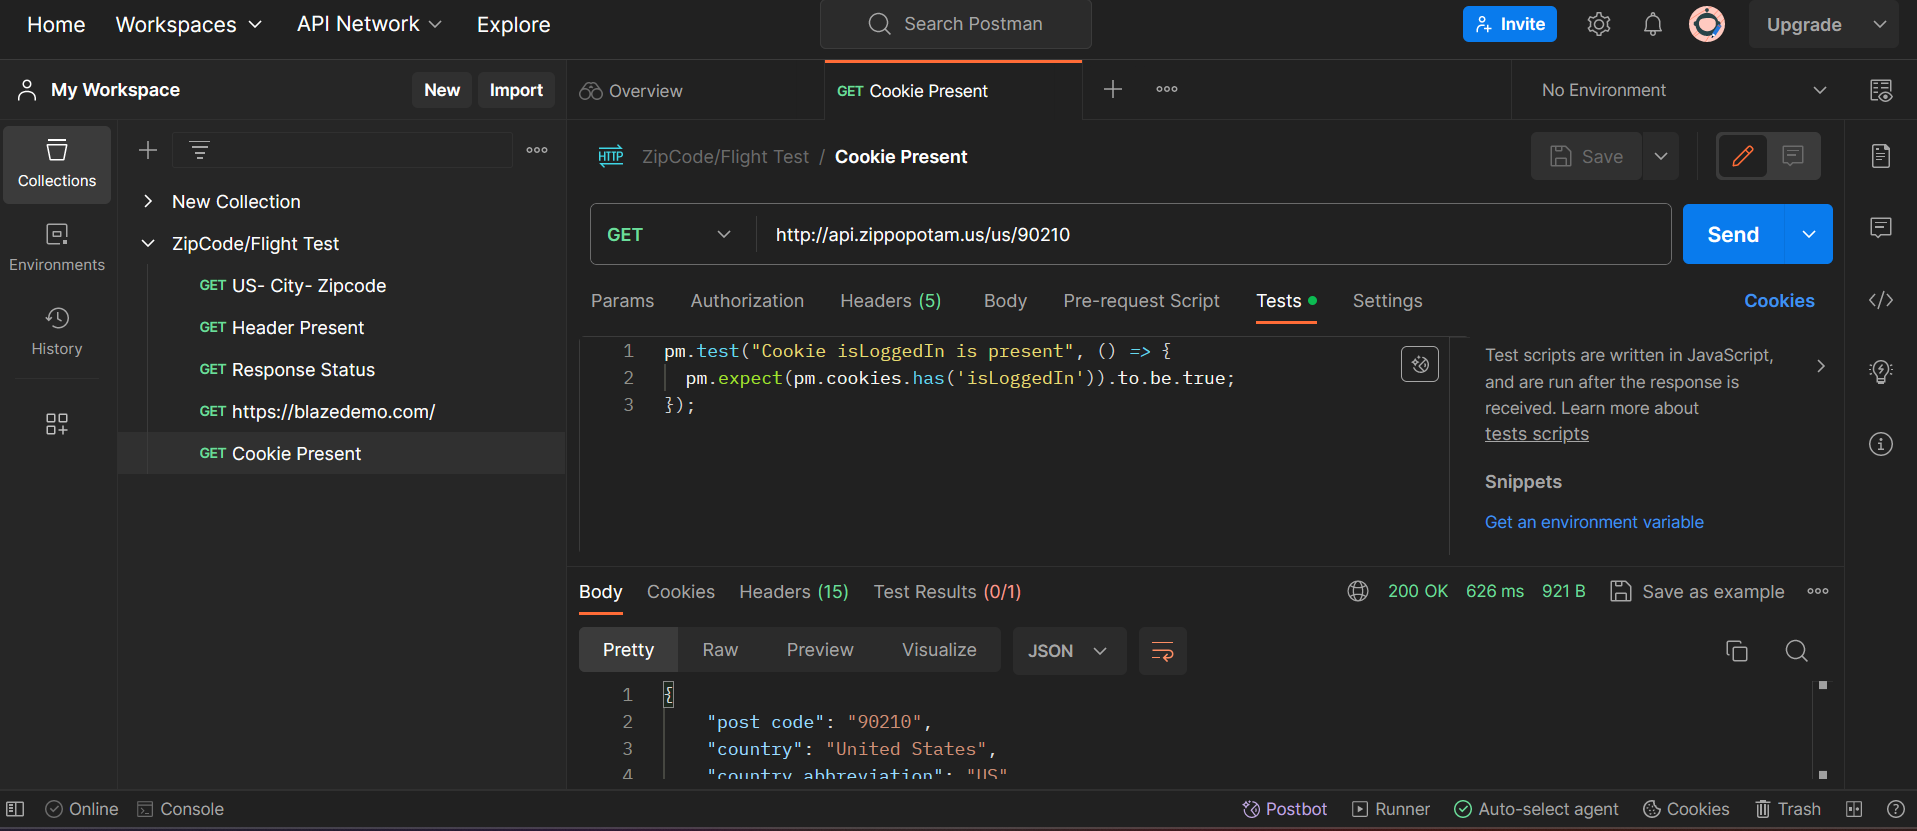 Home Workspaces API Network Explore Search Postman Invite Upgrade
My Workspace New Import Overview GET Cookie Present No Environment
Collections
Environments
History
New Collection
ZipCode/Flight Test
GET US- City- Zipcode
GET Header Present
GET Response Status
GET https://blazedemo.com/
GET Cookie Present
HTTP ZipCode/Flight Test / Cookie Present Save
GET http://api.zippopotam.us/us/90210 Send
Params Authorization Headers (5) Body Pre-request Script Tests Settings Cookies
1 pm.test("Cookie isLoggedIn is present", () => {
2 pm.expect(pm.cookies.has('isLoggedIn')).to.be.true;
3 });
Test scripts are written in JavaScript,
and are run after the response is
received. Learn more about
tests scripts
Snippets
Get an environment variable
Body Cookies Headers (15) Test Results (0/1) 200 OK 626 ms 921 B Save as example
Pretty Raw Preview Visualize JSON
1 {
2 "post code": "90210",
3 "country": "United States",
4 "country abbreviation": "US"
Online Console Postbot Runner Auto-select agent Cookies Trash